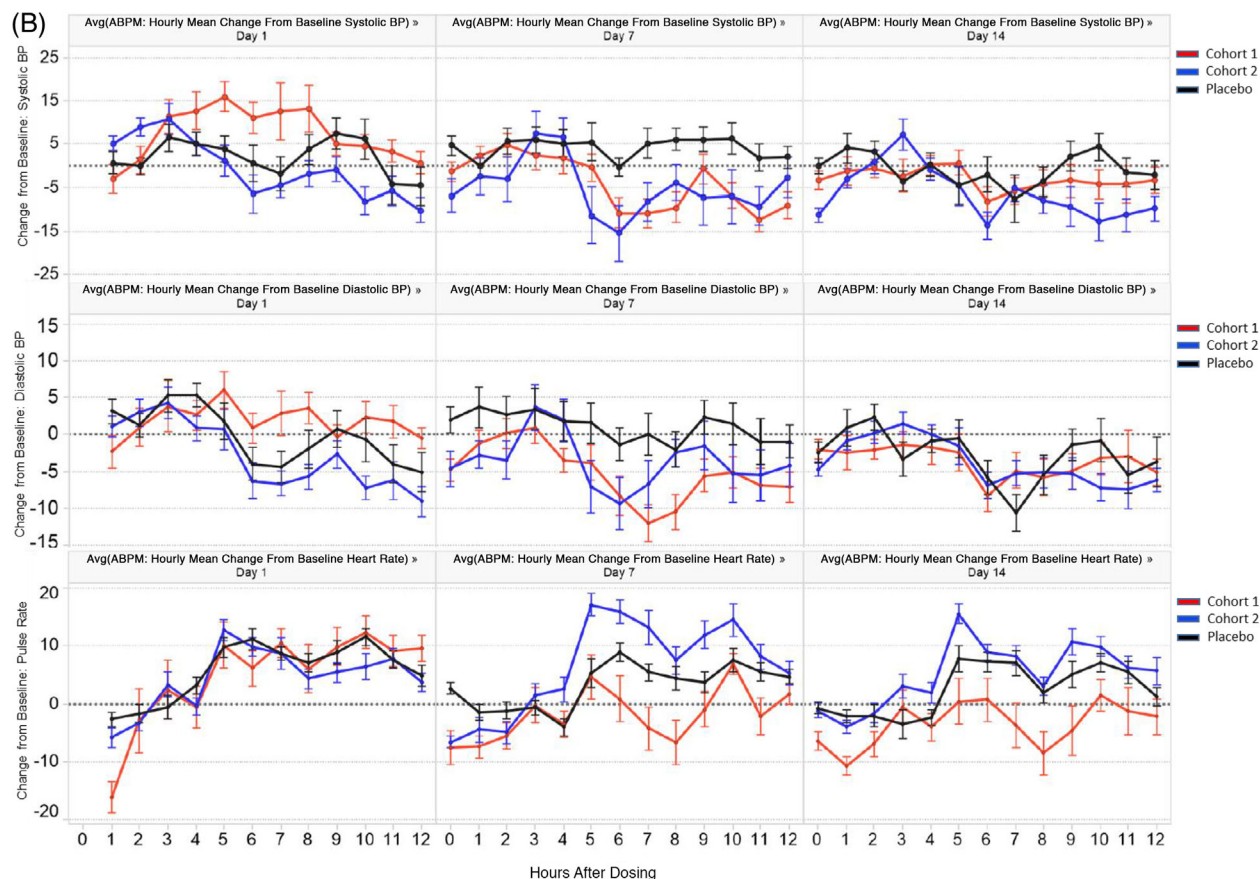 (B)
Avg(ABPM: Hourly Mean Change From Baseline Systolic BP) » Avg(ABPM: Hourly Mean Change From Baseline Systolic BP) » Avg(ABPM: Hourly Mean Change From Baseline Systolic BP) »
Day 1 Day 7 Day 14
Change from Baseline: Systolic BP
25
15
5
-5
-15
-25
Cohort 1
Cohort 2
Placebo
Avg(ABPM: Hourly Mean Change From Baseline Diastolic BP) » Avg(ABPM: Hourly Mean Change From Baseline Diastolic BP) » Avg(ABPM: Hourly Mean Change From Baseline Diastolic BP) »
Day 1 Day 7 Day 14
Change from Baseline: Diastolic BP
15
10
5
0
-5
-10
-15
Cohort 1
Cohort 2
Placebo
Avg(ABPM: Hourly Mean Change From Baseline Heart Rate) » Avg(ABPM: Hourly Mean Change From Baseline Heart Rate) » Avg(ABPM: Hourly Mean Change From Baseline Heart Rate) »
Day 1 Day 7 Day 14
Change from Baseline: Pulse Rate
20
10
0
-10
-20
Cohort 1
Cohort 2
Placebo
0 1 2 3 4 5 6 7 8 9 10 11 12 0 1 2 3 4 5 6 7 8 9 10 11 12 0 1 2 3 4 5 6 7 8 9 10 11 12
Hours After Dosing